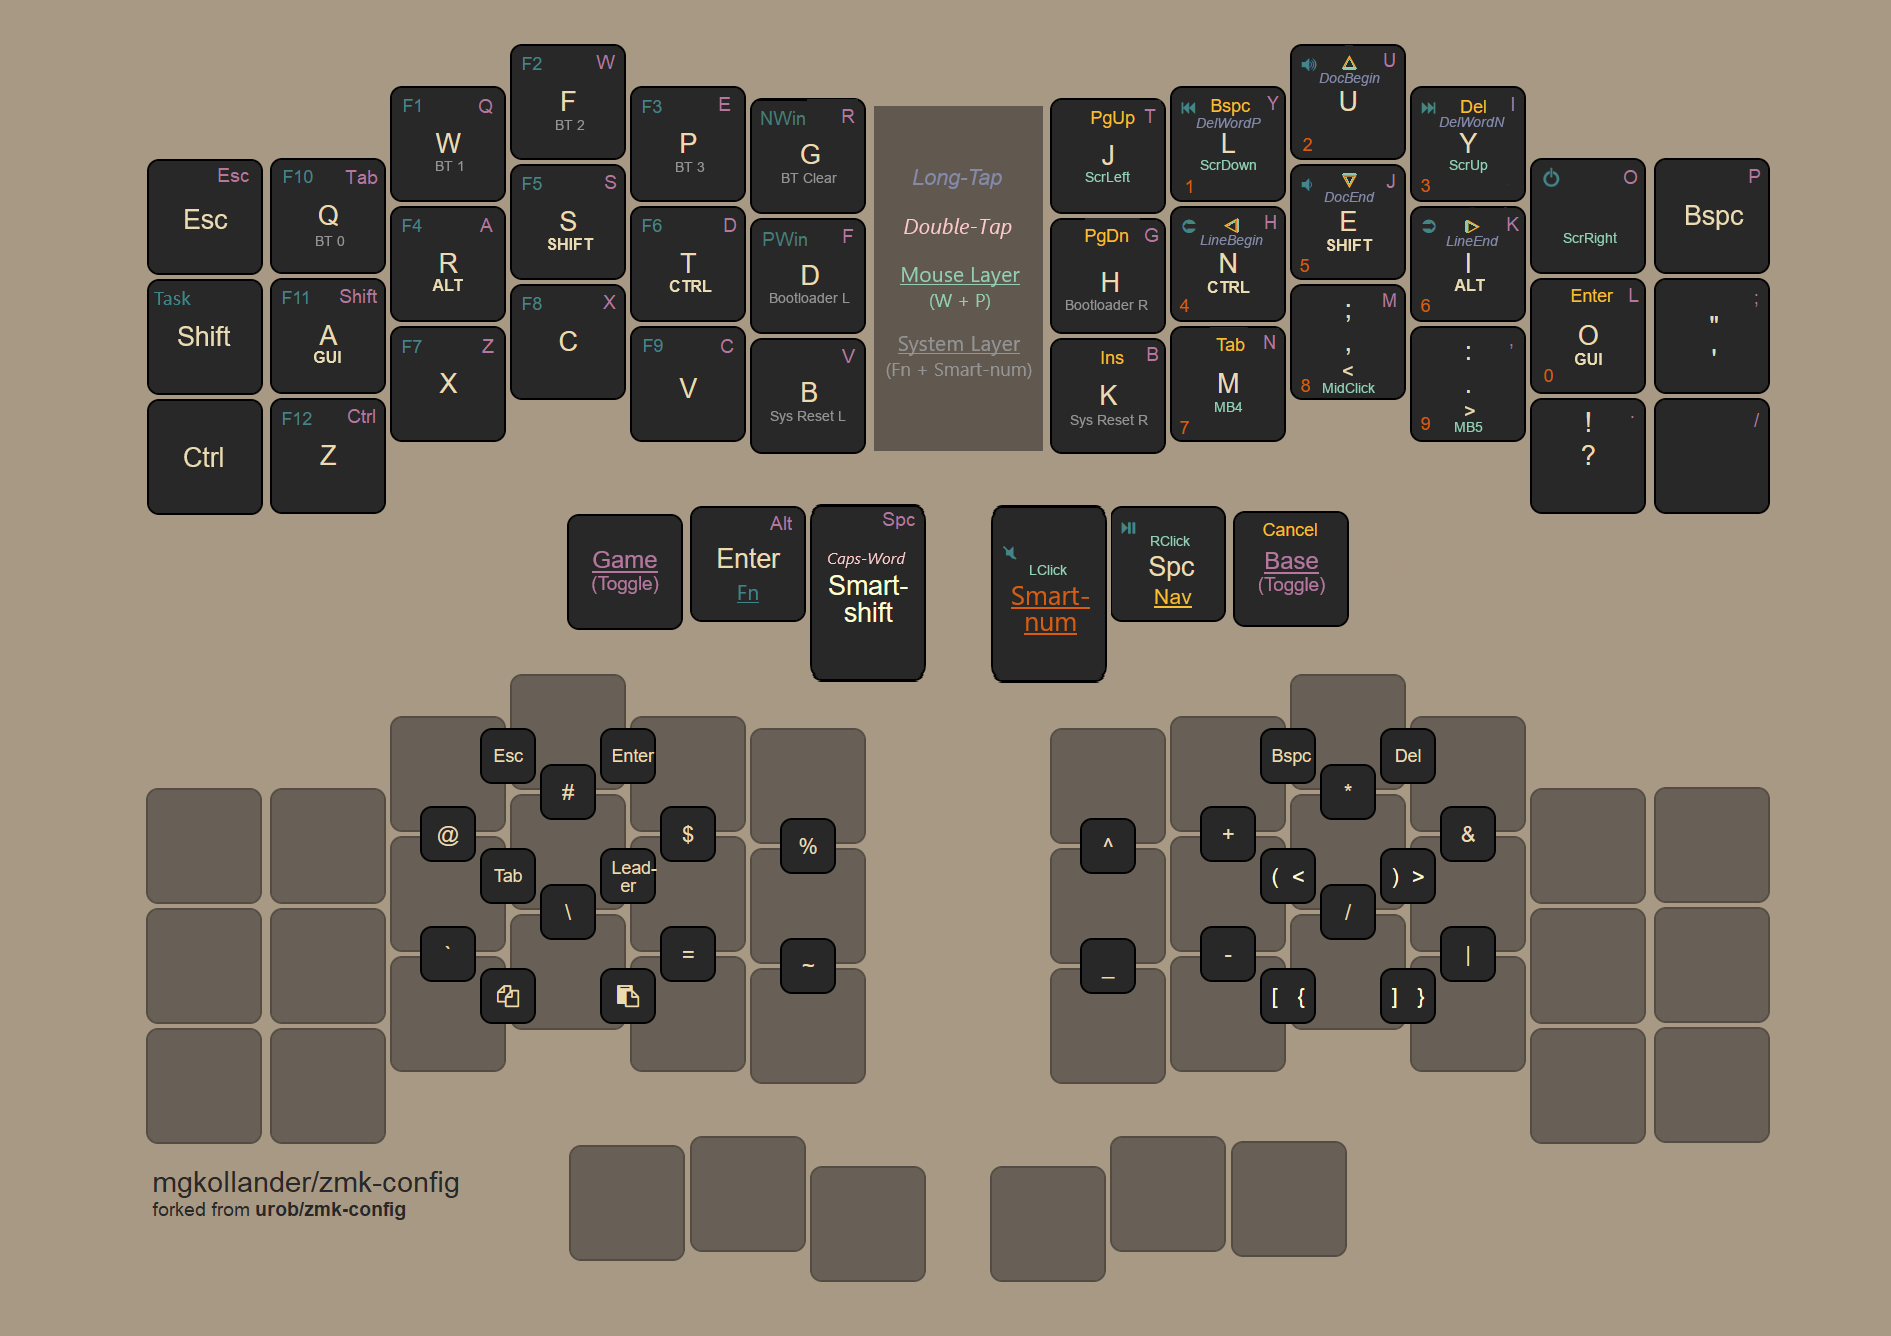 Esc
Esc
F10 Tab
Q
BT 0
F1 Q
W
BT 1
F2 W
F
BT 2
F3 E
P
BT 3
NWin R
G
BT Clear
PgUp T
J
ScrLeft
Bspc Y
DelWordP
L
ScrDown
1
U
DocBegin
U
2
Del I
DelWordN
Y
ScrUp
3
O
ScrRight
P
Bspc
Task
Shift
F11 Shift
A
GUI
F4 A
R
ALT
F5 S
S
SHIFT
F6 D
T
CTRL
PWin F
D
Bootloader L
PgDn G
H
Bootloader R
H
LineBegin
N
CTRL
4
J
DocEnd
E
SHIFT
5
K
LineEnd
I
ALT
6
Enter L
O
GUI
0
;
"
'
Ctrl
F12 Ctrl
Z
F7 Z
X
F8 X
C
F9 C
V
V
B
Sys Reset L
Ins B
K
Sys Reset R
Tab N
M
MB4
7
M
;
,
<
8 MidClick
,
:
.
>
9 MB5
.
!
?
/
Long-Tap
Double-Tap
Mouse Layer
(W + P)
System Layer
(Fn + Smart-num)
Game
(Toggle)
Alt
Enter
Fn
Spc
Caps-Word
Smart-
shift
LClick
Smart-
num
RClick
Spc
Nav
Cancel
Base
(Toggle)
Esc Enter Bspc Del
# *
@ $ % ^ + &
Tab Lead-
er ( < ) >
\ /
` = ~ _ - |
[ { ] }
mgkollander/zmk-config
forked from urob/zmk-config